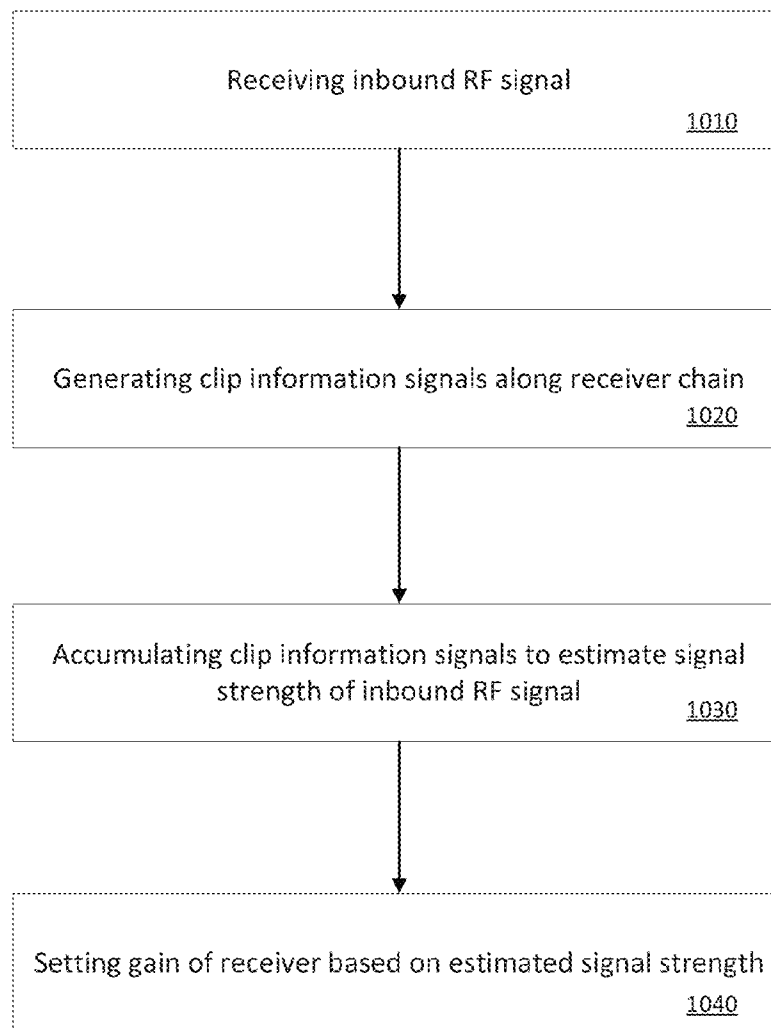 Receiving inbound RF signal
1010
Generating clip information signals along receiver chain
1020
Accumulating clip information signals to estimate signal
strength of inbound RF signal
1030
Setting gain of receiver based on estimated signal strength
1040